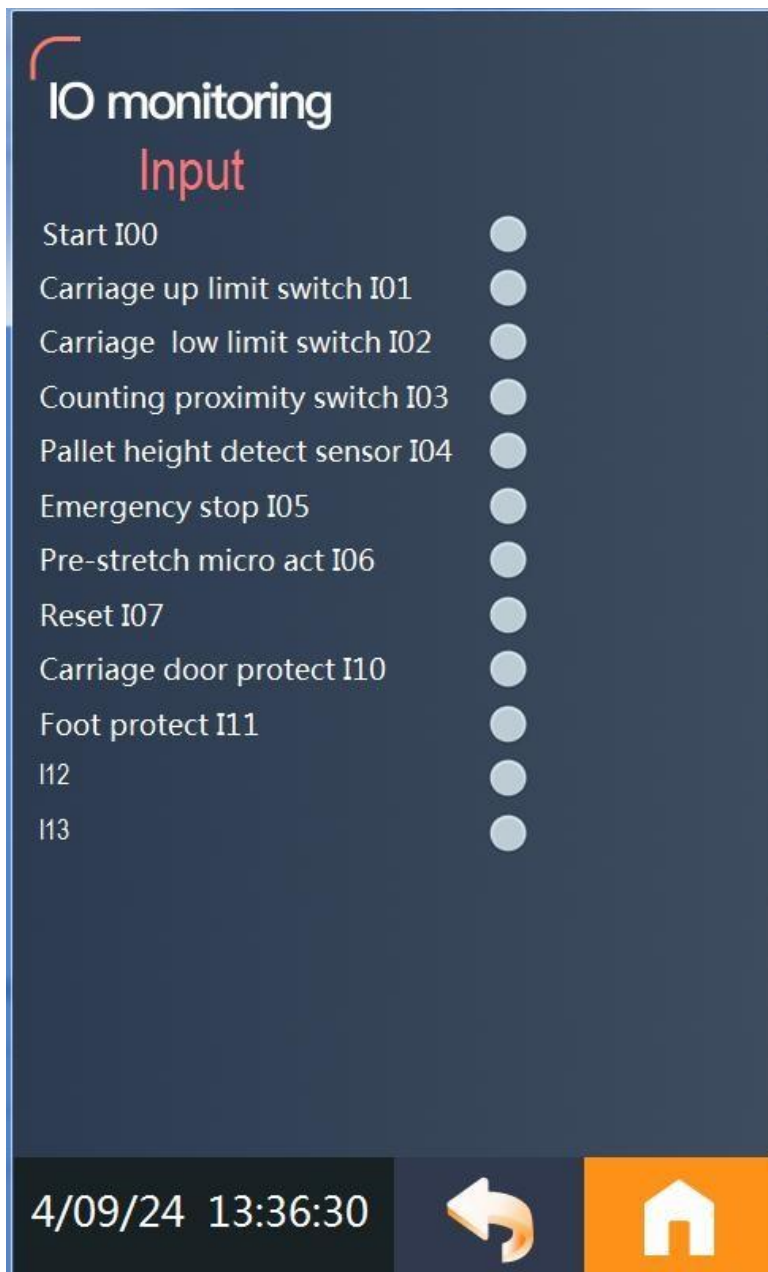 IO monitoring
Input
Start I00
Carriage up limit switch I01
Carriage  low limit switch I02
Counting proximity switch I03
Pallet height detect sensor I04
Emergency stop I05
Pre-stretch micro act I06
Reset I07
Carriage door protect I10
Foot protect I11
I12
I13
4/09/24  13:36:30